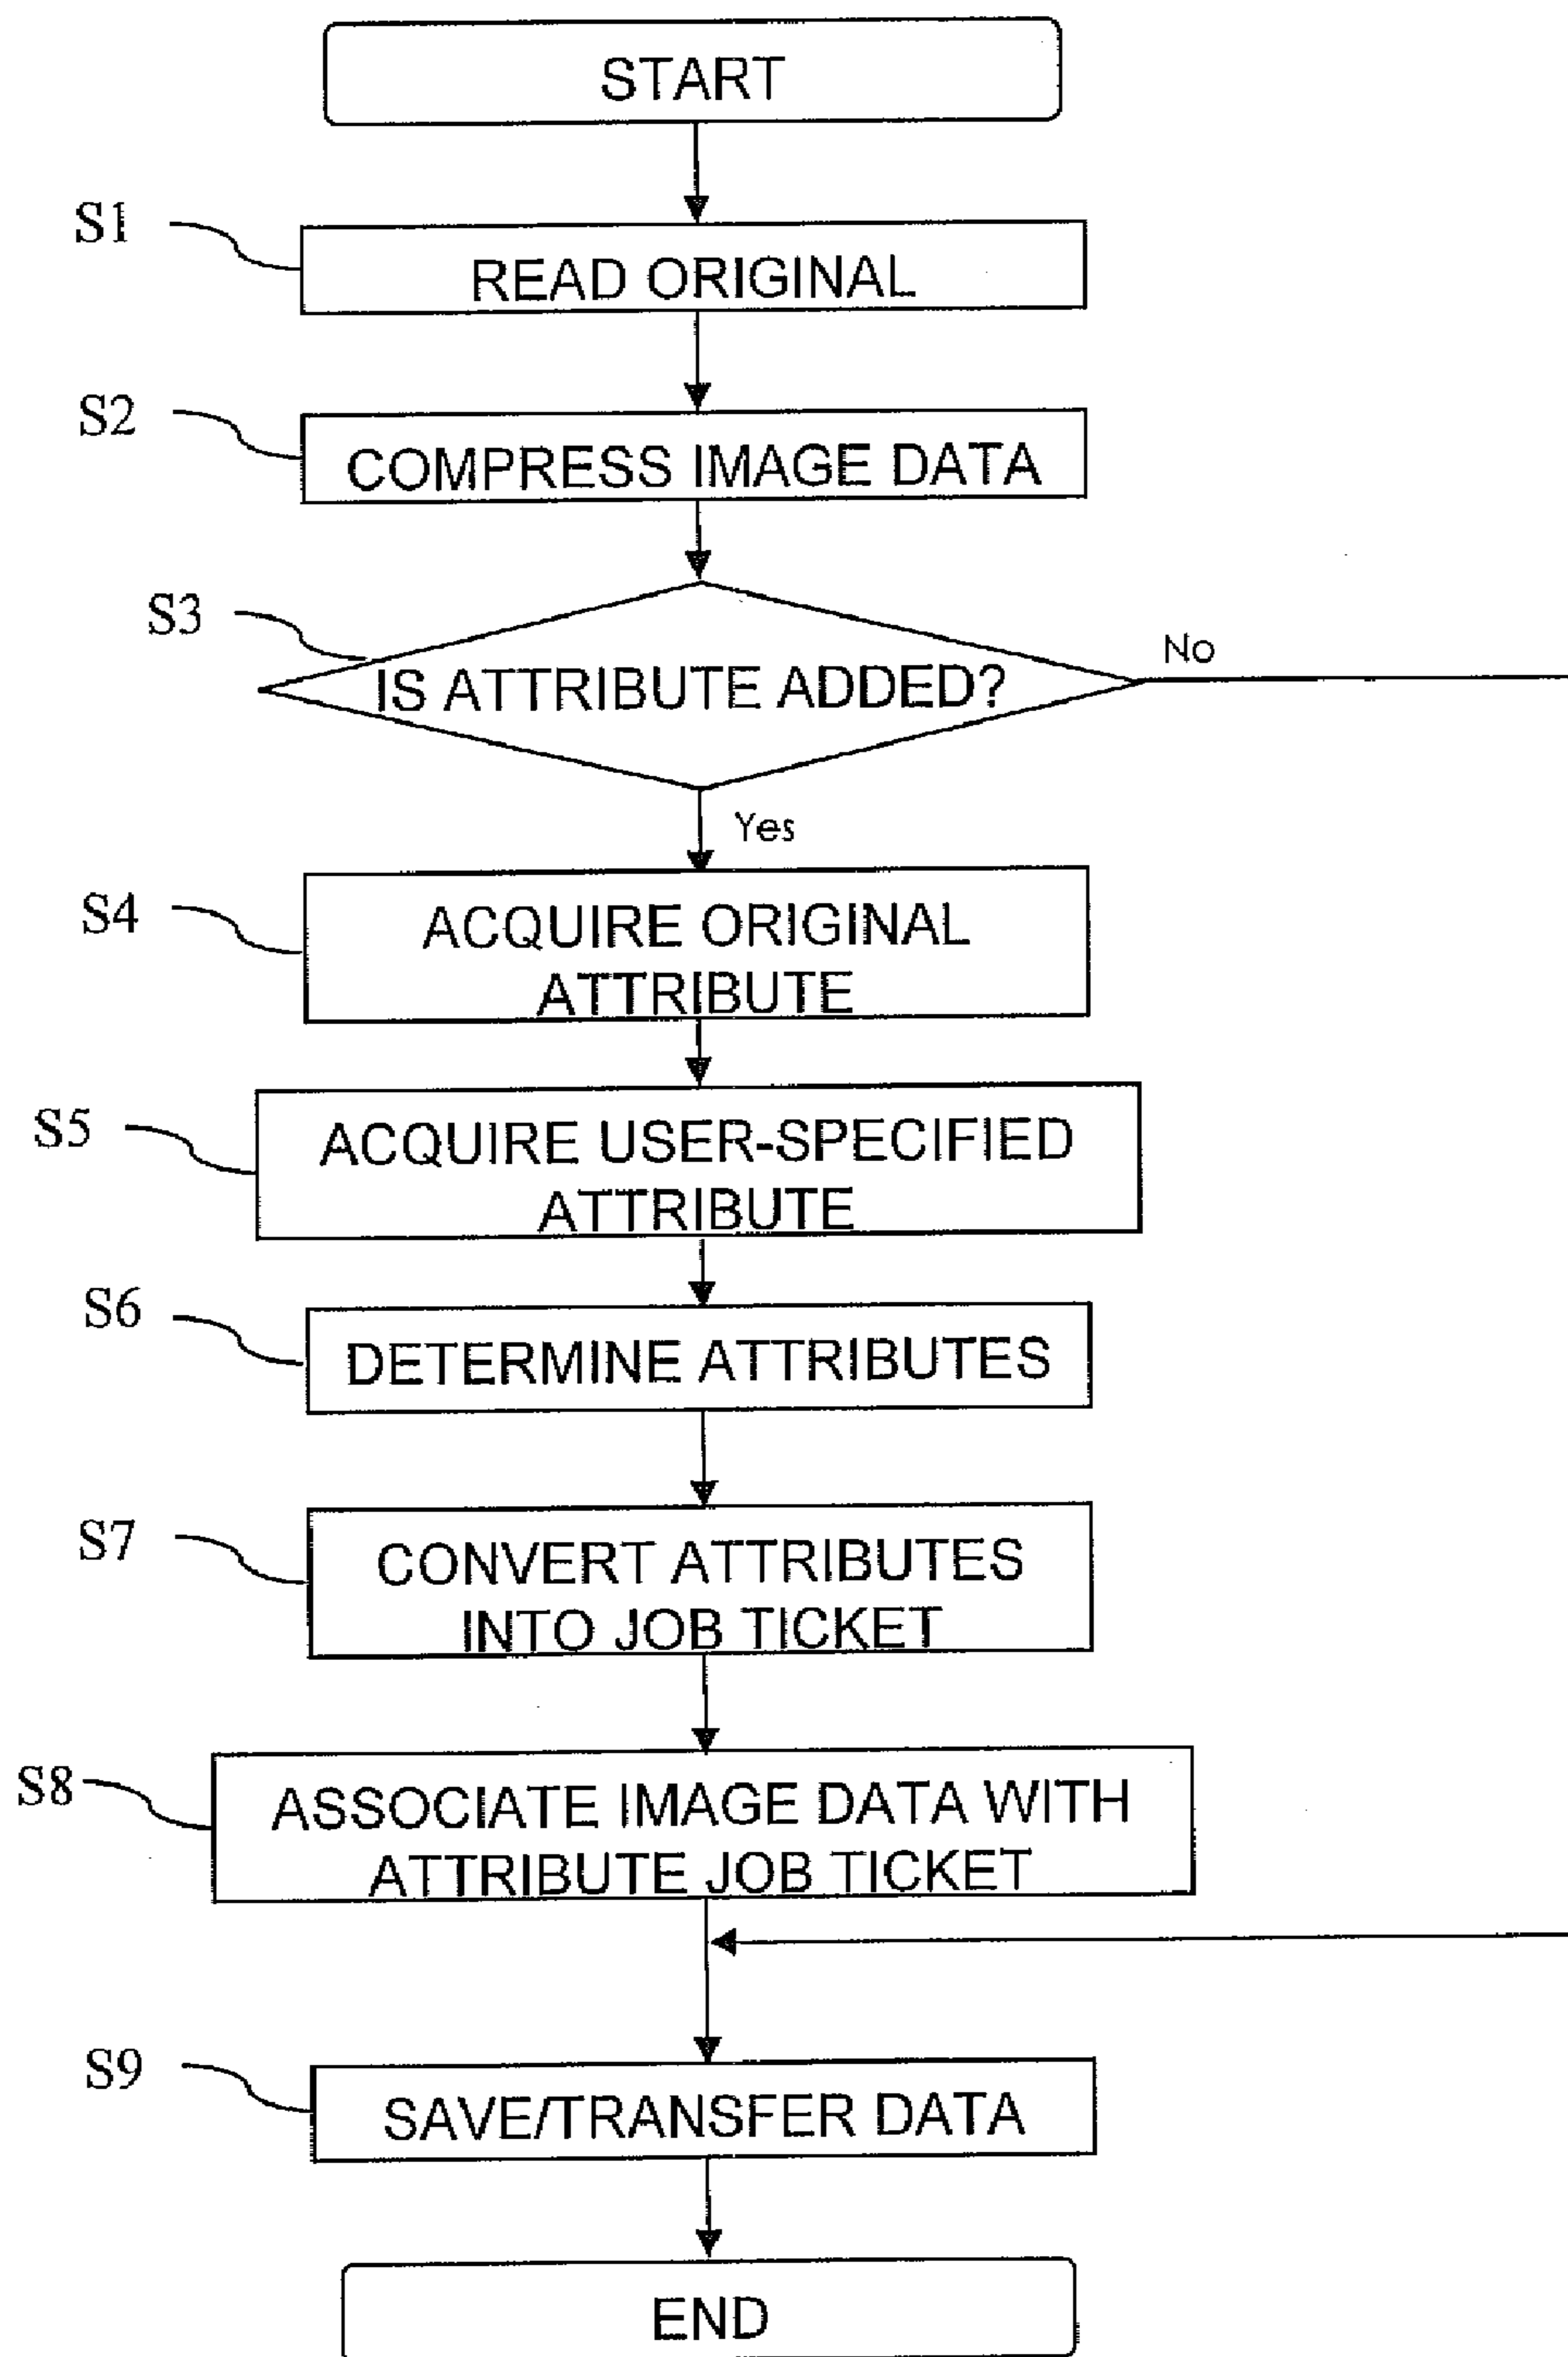 START
S1
READ ORIGINAL
S2
COMPRESS IMAGE DATA
S3
IS ATTRIBUTE ADDED?
No
Yes
S4
ACQUIRE ORIGINAL
ATTRIBUTE
S5
ACQUIRE USER-SPECIFIED
ATTRIBUTE
S6
DETERMINE ATTRIBUTES
S7
CONVERT ATTRIBUTES
INTO JOB TICKET
S8
ASSOCIATE IMAGE DATA WITH
ATTRIBUTE JOB TICKET
S9
SAVE/TRANSFER DATA
END